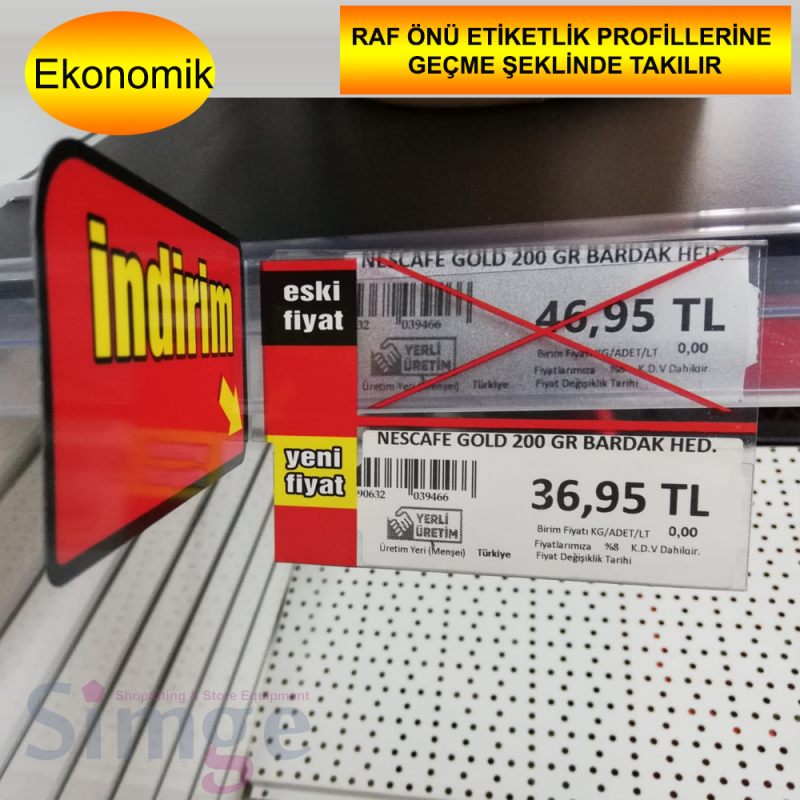 Ekonomik
RAF ÖNÜ ETİKETLİK PROFİLLERİNE
GEÇME ŞEKLİNDE TAKILIR
indirim
eski
fiyat
NESCAFE GOLD 200 GR BARDAK HED.
32 039466
46,95 TL
YERLİ
ÜRETİM
Birim Fiyatı KG/ADET/LT 0,00
Fiyatlarımıza %8 K.D.V Dahildir.
Üretim Yeri (Menşei) Türkiye Fiyat Değişiklik Tarihi
yeni
fiyat
NESCAFE GOLD 200 GR BARDAK HED.
90632 039466
36,95 TL
YERLİ
ÜRETİM
Birim Fiyatı KG/ADET/LT 0,00
Fiyatlarımıza %8 K.D.V Dahildir.
Üretim Yeri (Menşei) Türkiye Fiyat Değişiklik Tarihi
Shopfitting & Store Equipment
Simge